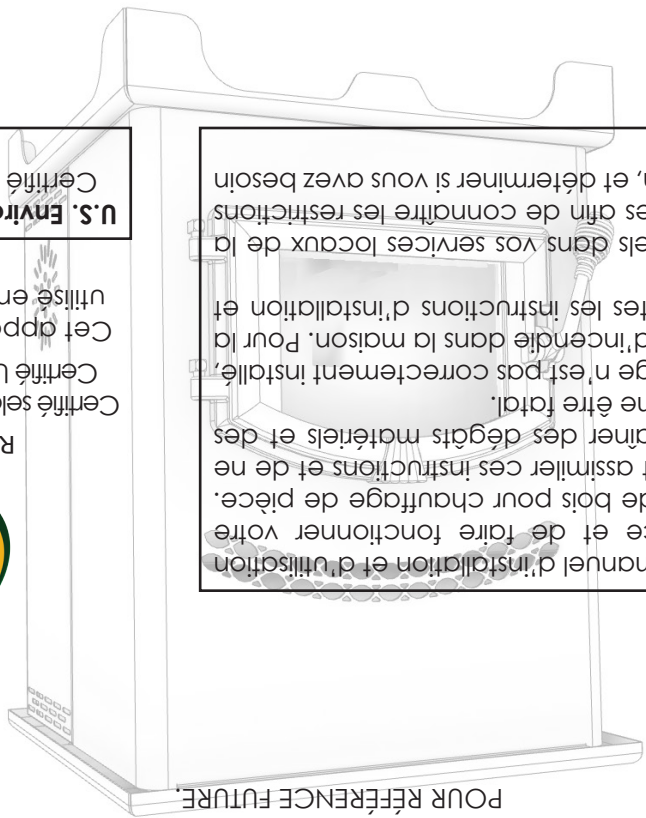 POUR RÉFÉRENCE FUTURE.
manuel d'installation et d'utilisation
ce et de faire fonctionner votre
de bois pour chauffage de pièce.
t assimiler ces instructions et de ne
aîner des dégâts matériels et des
ne être fatal.
ge n'est pas correctement installé,
d'incendie dans la maison. Pour la
tes les instructions d'installation et
els dans vos services locaux de la
es afin de connaître les restrictions
n, et déterminer si vous avez besoin
R
Certifié sel
Certifié U
Cet appa
utilisé en
U.S. Enviro
Certifié